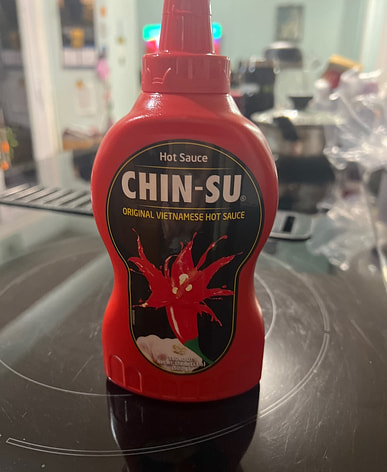 Hot Sauce
CHIN-SU®
ORIGINAL VIETNAMESE HOT SAUCE